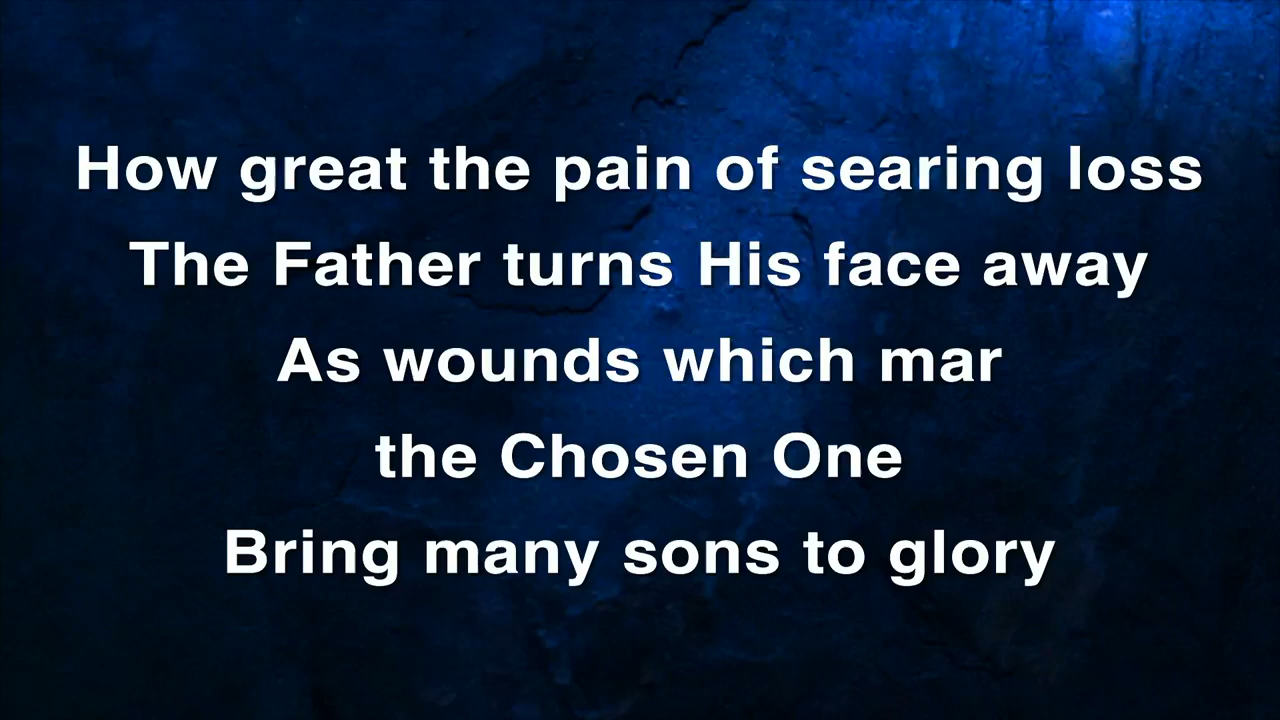 How great the pain of searing loss
The Father turns His face away
As wounds which mar
the Chosen One
Bring many sons to glory